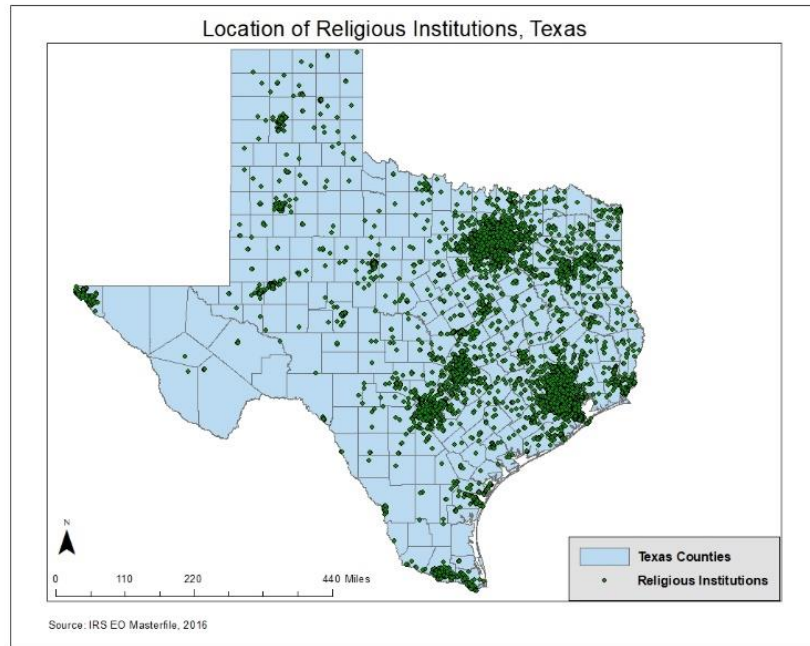 Location of Religious Institutions, Texas
N
0 110 220 440 Miles
Texas Counties
Religious Institutions
Source: IRS EO Masterfile, 2016